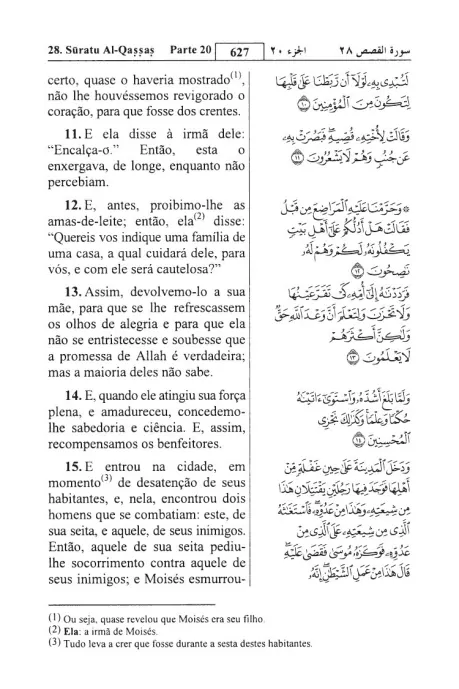 28. Sūratu Al-Qaṣṣaṣ Parte 20 627 الجزء ٢٠ سورة القصص ٢٨
certo, quase o haveria mostrado(1),
não lhe houvéssemos revigorado o
coração, para que fosse dos crentes.
11. E ela disse à irmã dele:
“Encalça-o.” Então, esta o
enxergava, de longe, enquanto não
percebiam.
12. E, antes, proibimo-lhe as
amas-de-leite; então, ela(2) disse:
“Quereis vos indique uma família de
uma casa, a qual cuidará dele, para
vós, e com ele será cautelosa?”
13. Assim, devolvemo-lo a sua
mãe, para que se lhe refrescassem
os olhos de alegria e para que ela
não se entristecesse e soubesse que
a promessa de Allah é verdadeira;
mas a maioria deles não sabe.
14. E, quando ele atingiu sua força
plena, e amadureceu, concedemo-
lhe sabedoria e ciência. E, assim,
recompensamos os benfeitores.
15. E entrou na cidade, em
momento(3) de desatenção de seus
habitantes, e, nela, encontrou dois
homens que se combatiam: este, de
sua seita, e aquele, de seus inimigos.
Então, aquele de sua seita pediu-
lhe socorrimento contra aquele de
seus inimigos; e Moisés esmurrou-
لَتُبْدِي بِهِۦ لَوْلَآ أَن رَّبَطْنَا عَلَىٰ قَلْبِهَا
لِتَكُونَ مِنَ ٱلْمُؤْمِنِينَ ١٠
وَقَالَتْ لِأُخْتِهِۦ قُصِّيهِ ۖ فَبَصُرَتْ بِهِۦ
عَن جُنُبٍ وَهُمْ لَا يَشْعُرُونَ ١١
۞ وَحَرَّمْنَا عَلَيْهِ ٱلْمَرَاضِعَ مِن قَبْلُ
فَقَالَتْ هَلْ أَدُلُّكُمْ عَلَىٰٓ أَهْلِ بَيْتٍ
يَكْفُلُونَهُۥ لَكُمْ وَهُمْ لَهُۥ
نَٰصِحُونَ ١٢
فَرَدَدْنَٰهُ إِلَىٰٓ أُمِّهِۦ كَىْ تَقَرَّ عَيْنُهَا
وَلَا تَحْزَنَ وَلِتَعْلَمَ أَنَّ وَعْدَ ٱللَّهِ حَقٌّ
وَلَٰكِنَّ أَكْثَرَهُمْ
لَا يَعْلَمُونَ ١٣
وَلَمَّا بَلَغَ أَشُدَّهُۥ وَٱسْتَوَىٰٓ ءَاتَيْنَٰهُ
حُكْمًا وَعِلْمًا ۚ وَكَذَٰلِكَ نَجْزِى
ٱلْمُحْسِنِينَ ١٤
وَدَخَلَ ٱلْمَدِينَةَ عَلَىٰ حِينِ غَفْلَةٍ مِّنْ
أَهْلِهَا فَوَجَدَ فِيهَا رَجُلَيْنِ يَقْتَتِلَانِ هَٰذَا
مِن شِيعَتِهِۦ وَهَٰذَا مِنْ عَدُوِّهِۦ ۖ فَٱسْتَغَٰثَهُ
ٱلَّذِى مِن شِيعَتِهِۦ عَلَى ٱلَّذِى مِنْ
عَدُوِّهِۦ فَوَكَزَهُۥ مُوسَىٰ فَقَضَىٰ عَلَيْهِ ۖ
قَالَ هَٰذَا مِنْ عَمَلِ ٱلشَّيْطَٰنِ ۖ إِنَّهُۥ
(1) Ou seja, quase revelou que Moisés era seu filho.
(2) Ela: a irmã de Moisés.
(3) Tudo leva a crer que fosse durante a sesta destes habitantes.